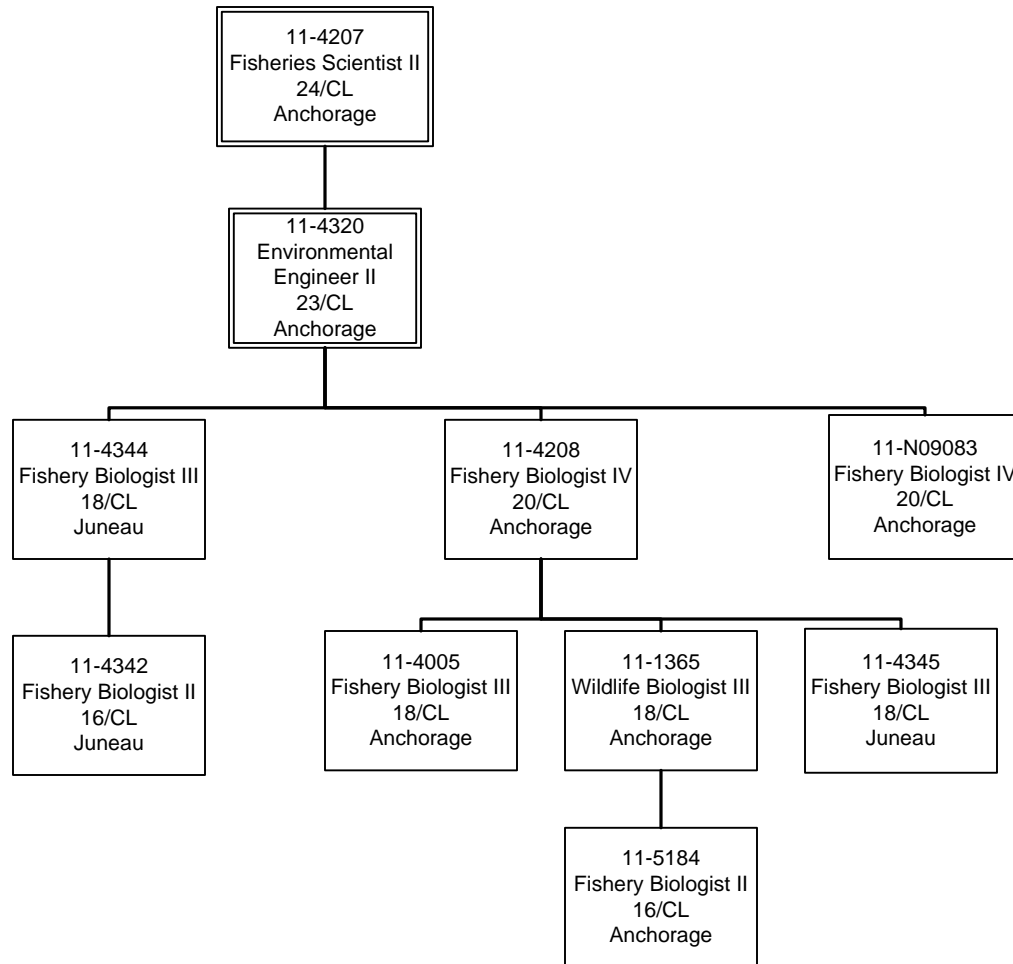 11-4207
Fisheries Scientist II
24/CL
Anchorage
11-4320
Environmental
Engineer II
23/CL
Anchorage
11-4344
Fishery Biologist III
18/CL
Juneau
11-4208
Fishery Biologist IV
20/CL
Anchorage
11-N09083
Fishery Biologist IV
20/CL
Anchorage
11-4342
Fishery Biologist II
16/CL
Juneau
11-4005
Fishery Biologist III
18/CL
Anchorage
11-1365
Wildlife Biologist III
18/CL
Anchorage
11-4345
Fishery Biologist III
18/CL
Juneau
11-5184
Fishery Biologist II
16/CL
Anchorage